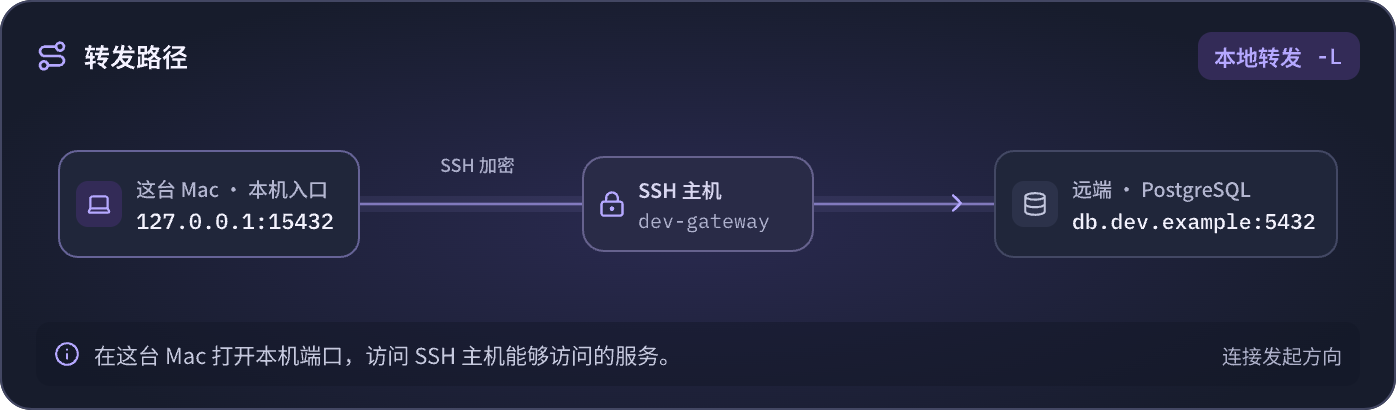 转发路径
本地转发 -L
这台 Mac · 本机入口
127.0.0.1:15432
SSH 加密
SSH 主机
dev-gateway
远端 · PostgreSQL
db.dev.example:5432
在这台 Mac 打开本机端口，访问 SSH 主机能够访问的服务。
连接发起方向